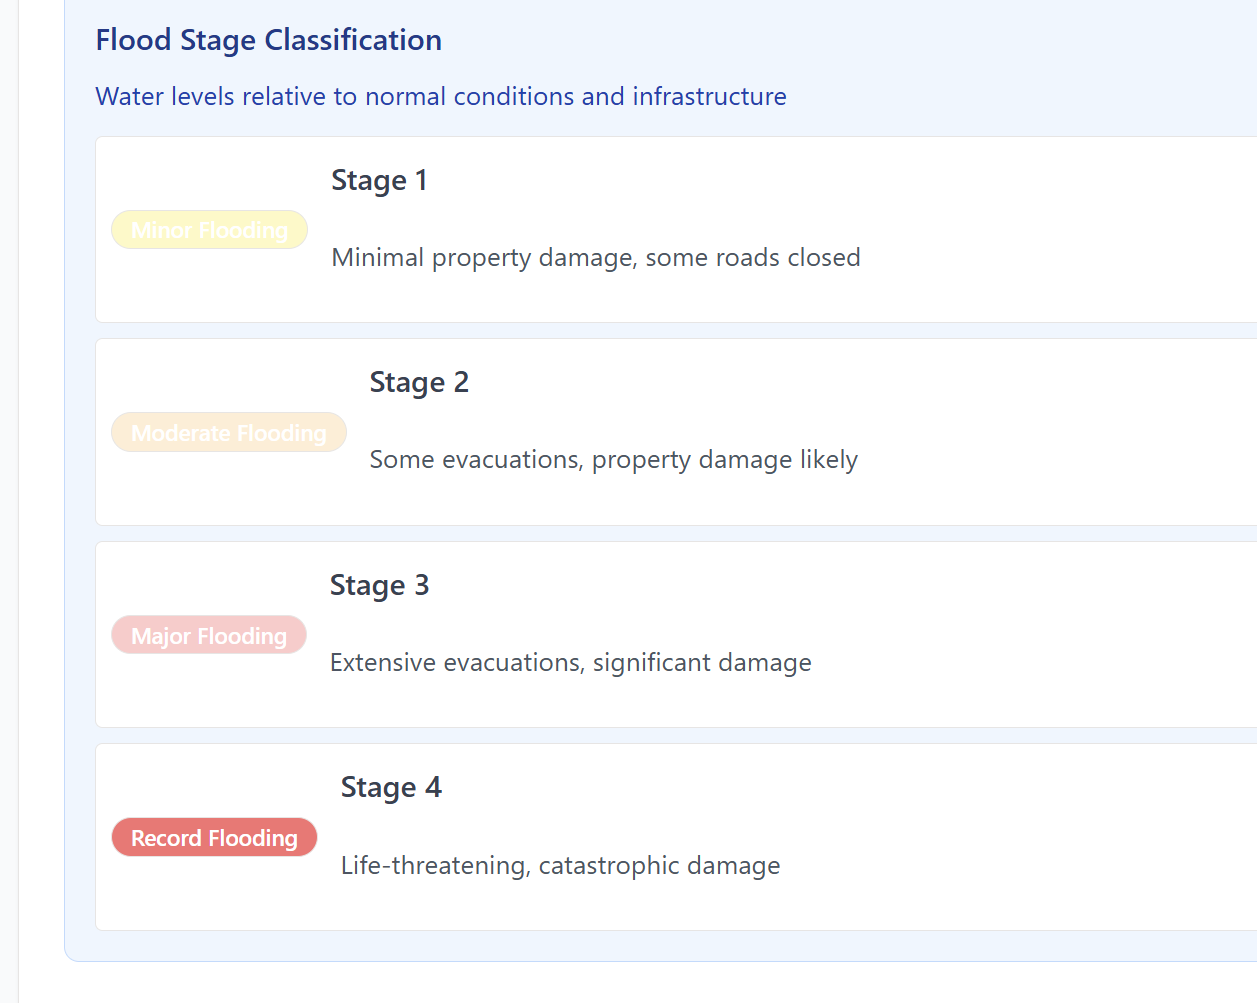 Flood Stage Classification
Water levels relative to normal conditions and infrastructure
Stage 1
Minor Flooding
Minimal property damage, some roads closed
Stage 2
Moderate Flooding
Some evacuations, property damage likely
Stage 3
Major Flooding
Extensive evacuations, significant damage
Stage 4
Record Flooding
Life-threatening, catastrophic damage